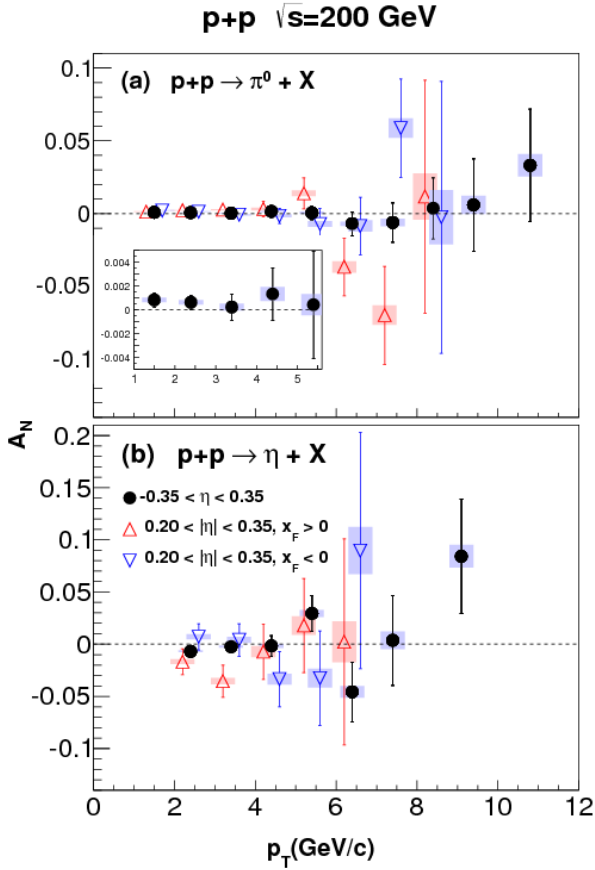 p+p √s=200 GeV
0.1
(a) p+p → π⁰ + X
0.05
0
0.004
0.002
0
-0.002
-0.004
1 2 3 4 5
-0.05
-0.1
A_N
0.2
(b) p+p → η + X
0.15
-0.35 < η < 0.35
0.20 < |η| < 0.35, x_F > 0
0.1
0.20 < |η| < 0.35, x_F < 0
0.05
0
-0.05
-0.1
0 2 4 6 8 10 12
p_T(GeV/c)